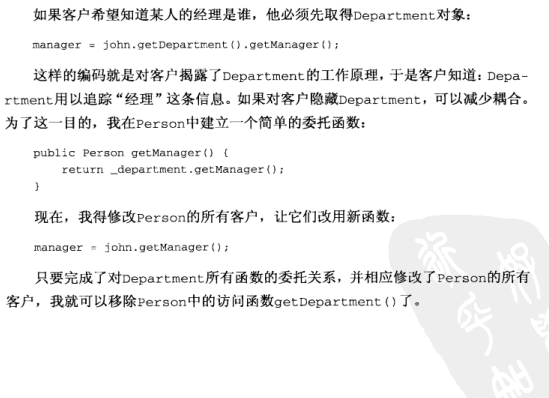 如果客户希望知道某人的经理是谁，他必须先取得Department对象：
manager = john.getDepartment().getManager();
这样的编码就是对客户揭露了Department的工作原理，于是客户知道：Depa-
rtment用以追踪“经理”这条信息。如果对客户隐藏Department，可以减少耦合。
为了这一目的，我在Person中建立一个简单的委托函数：
public Person getManager() {
return _department.getManager();
}
现在，我得修改Person的所有客户，让它们改用新函数：
manager = john.getManager();
只要完成了对Department所有函数的委托关系，并相应修改了Person的所有
客户，我就可以移除Person中的访问函数getDepartment()了。